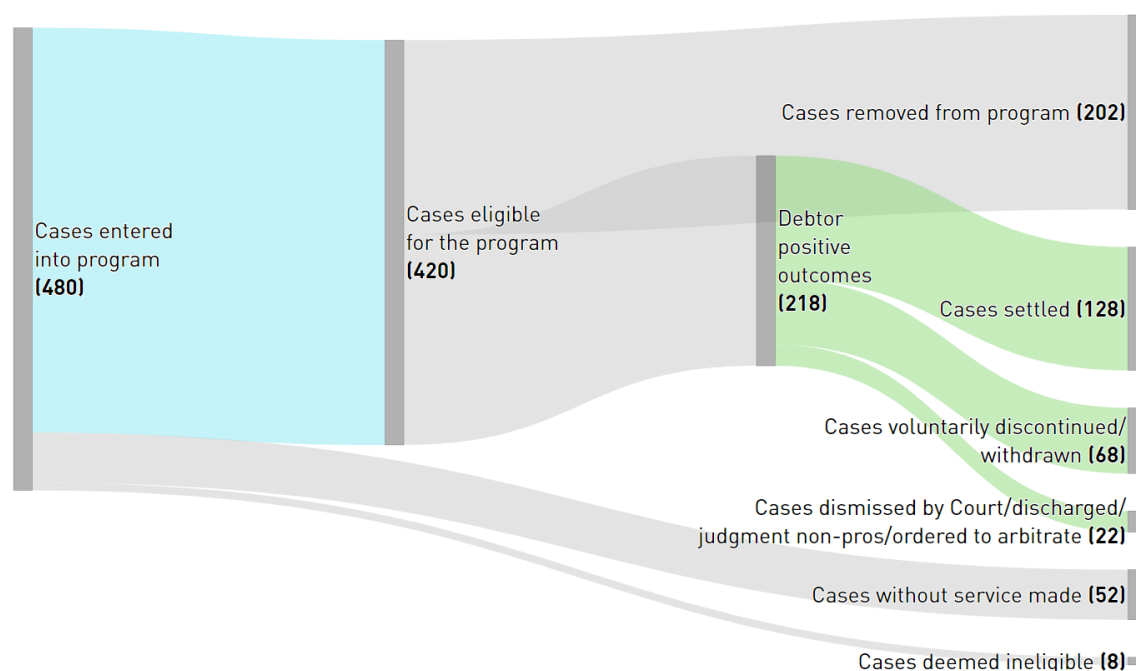 Cases entered
into program
(480)
Cases eligible
for the program
(420)
Cases removed from program (202)
Debtor
positive
outcomes
(218)
Cases settled (128)
Cases voluntarily discontinued/
withdrawn (68)
Cases dismissed by Court/discharged/
judgment non-pros/ordered to arbitrate (22)
Cases without service made (52)
Cases deemed ineligible (8)